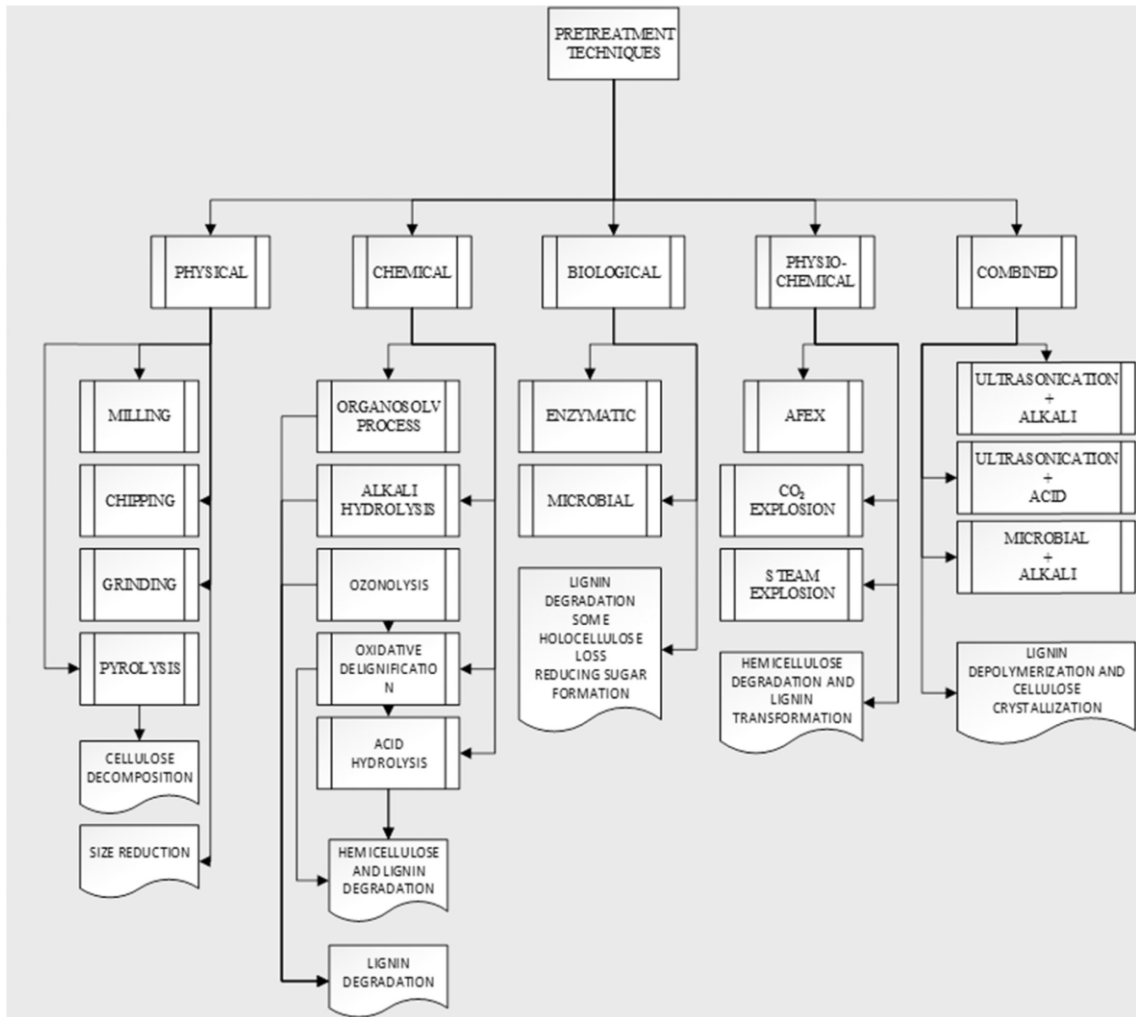 PRETREATMENT
TECHNIQUES
PHYSICAL
CHEMICAL
BIOLOGICAL
PHYSIO-
CHEMICAL
COMBINED
MILLING
CHIPPING
GRINDING
PYROLYSIS
CELLULOSE
DECOMPOSITION
SIZE REDUCTION
ORGANOSOLV
PROCESS
ALKALI
HYDROLYSIS
OZONOLYSIS
OXIDATIVE
DELIGNIFICATIO
N
ACID
HYDROLYSIS
HEMICELLULOSE
AND LIGNIN
DEGRADATION
LIGNIN
DEGRADATION
ENZYMATIC
MICROBIAL
LIGNIN
DEGRADATION
SOME
HOLOCELLULOSE
LOSS
REDUCING SUGAR
FORMATION
AFEX
CO₂
EXPLOSION
STEAM
EXPLOSION
HEMICELLULOSE
DEGRADATION AND
LIGNIN
TRANSFORMATION
ULTRASONICATION
+
ALKALI
ULTRASONICATION
+
ACID
MICROBIAL
+
ALKALI
LIGNIN
DEPOLYMERIZATION AND
CELLULOSE
CRYSTALLIZATION